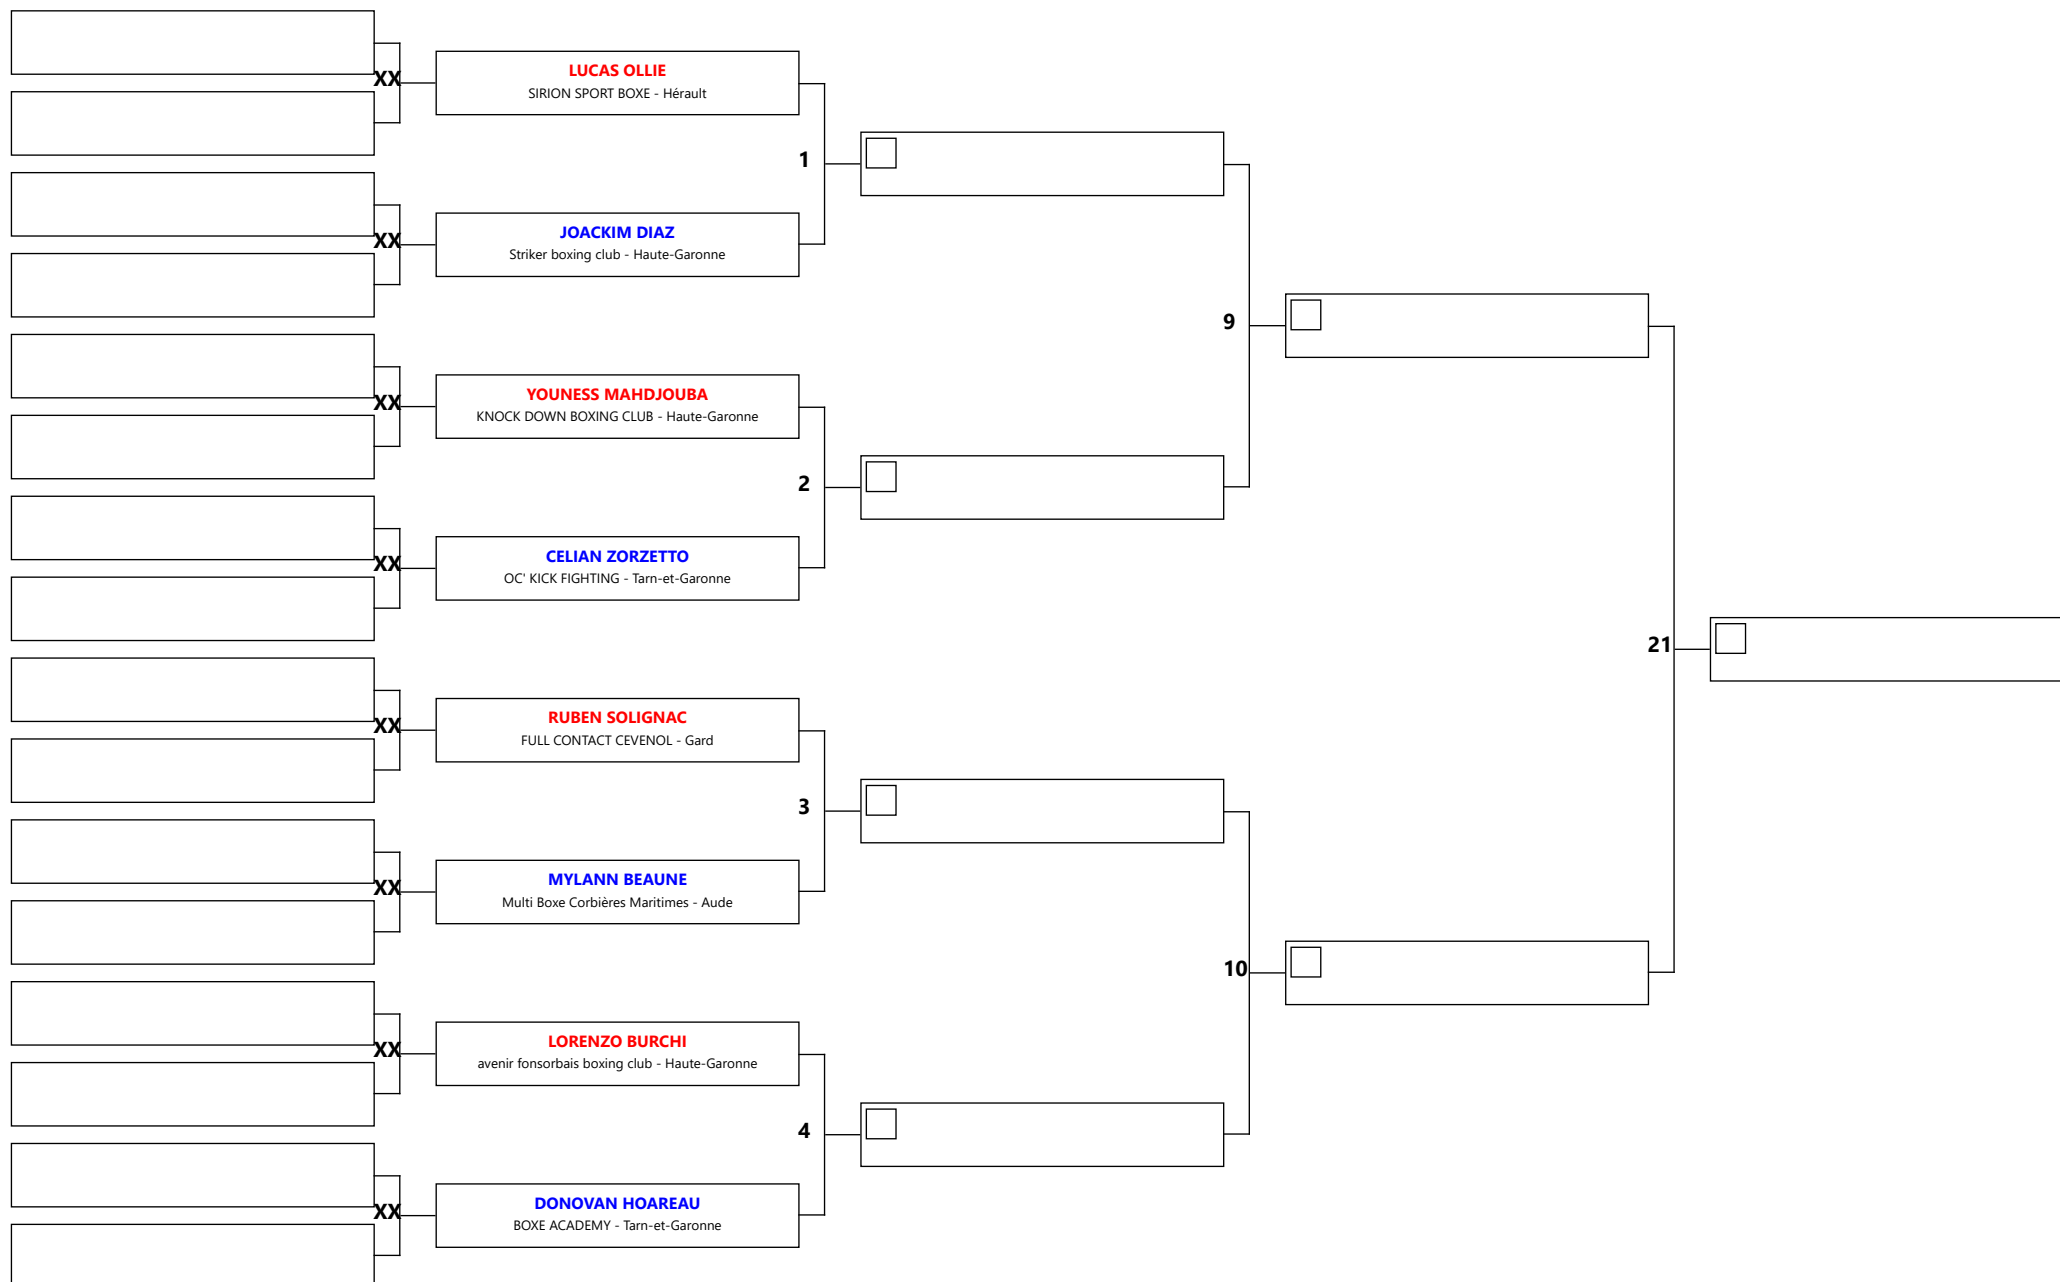 XX
LUCAS OLLIE
SIRION SPORT BOXE - Hérault
1
XX
JOACKIM DIAZ
Striker boxing club - Haute-Garonne
9
XX
YOUNESS MAHDJOUBA
KNOCK DOWN BOXING CLUB - Haute-Garonne
2
XX
CELIAN ZORZETTO
OC' KICK FIGHTING - Tarn-et-Garonne
21
XX
RUBEN SOLIGNAC
FULL CONTACT CEVENOL - Gard
3
XX
MYLANN BEAUNE
Multi Boxe Corbières Maritimes - Aude
10
XX
LORENZO BURCHI
avenir fonsorbais boxing club - Haute-Garonne
4
XX
DONOVAN HOAREAU
BOXE ACADEMY - Tarn-et-Garonne